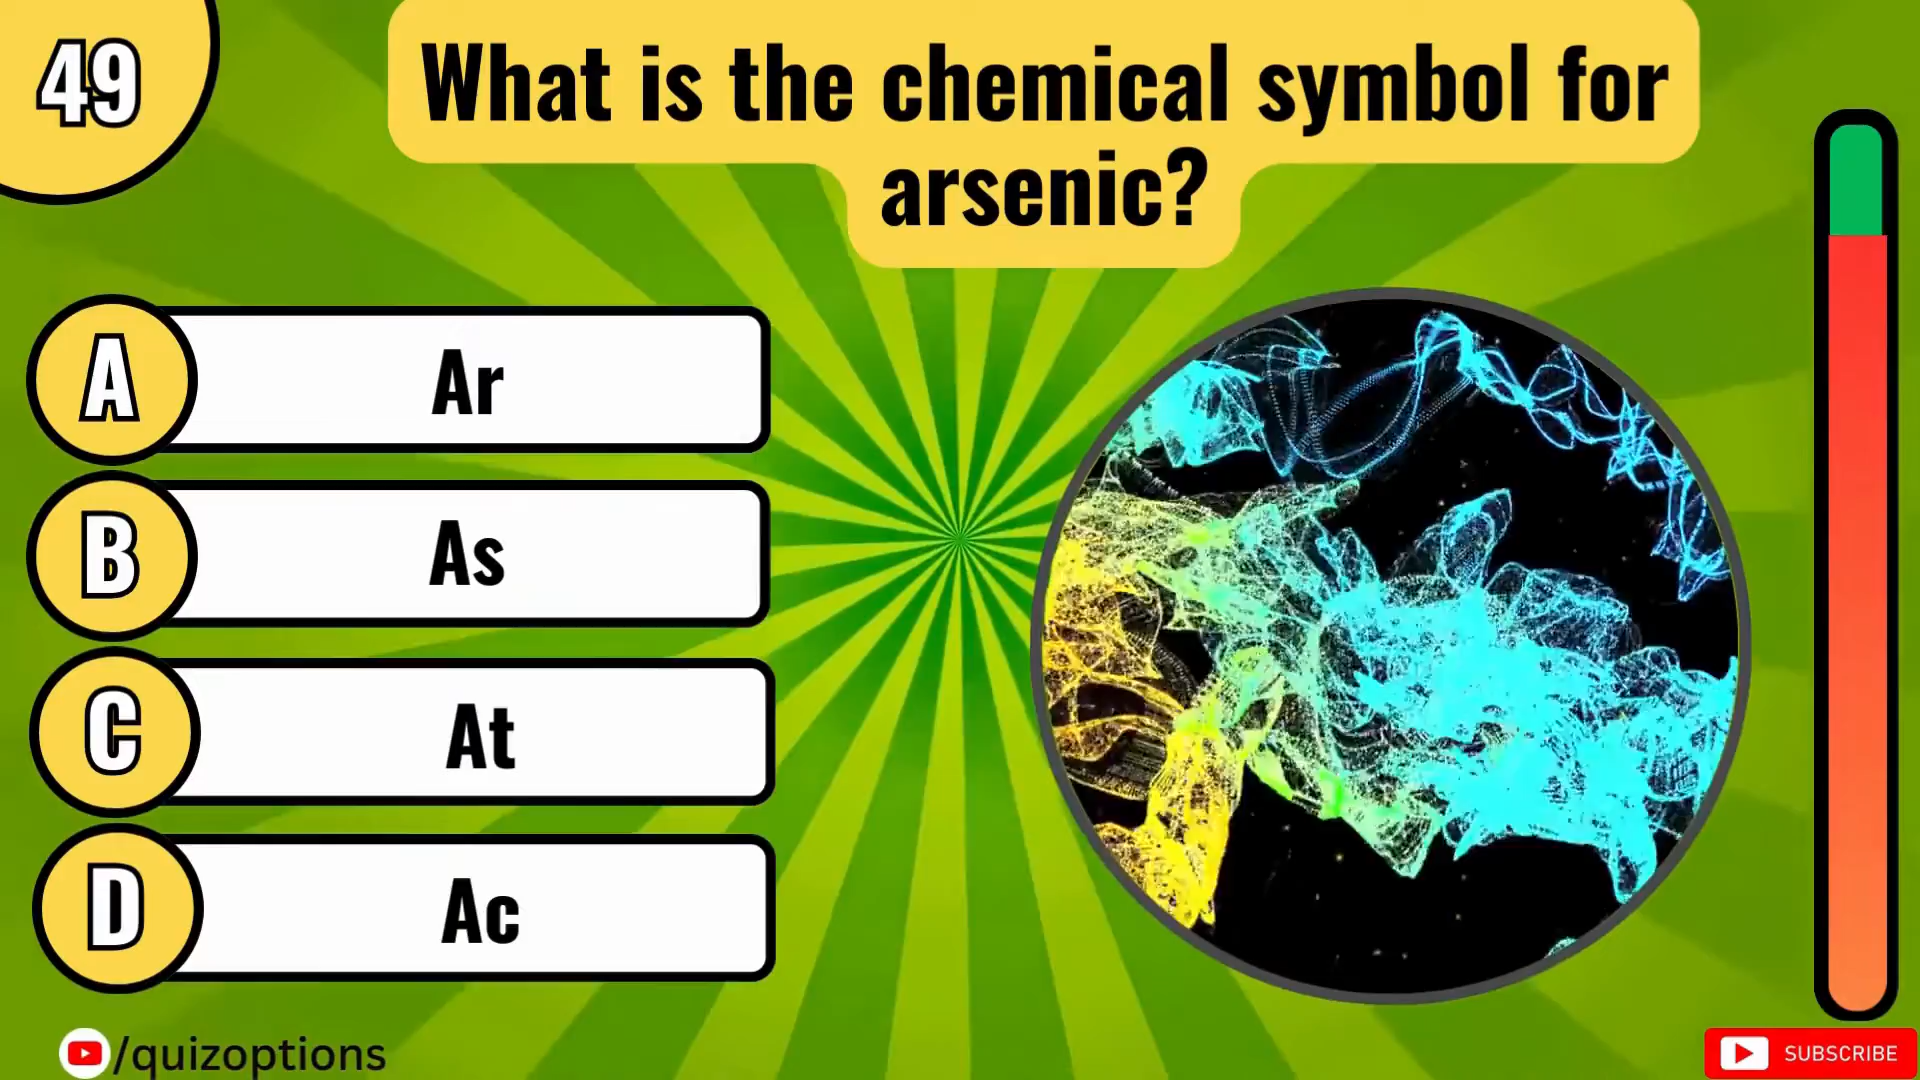 49
What is the chemical symbol for
arsenic?
A
Ar
B
As
C
At
D
Ac
/quizoptions
SUBSCRIBE